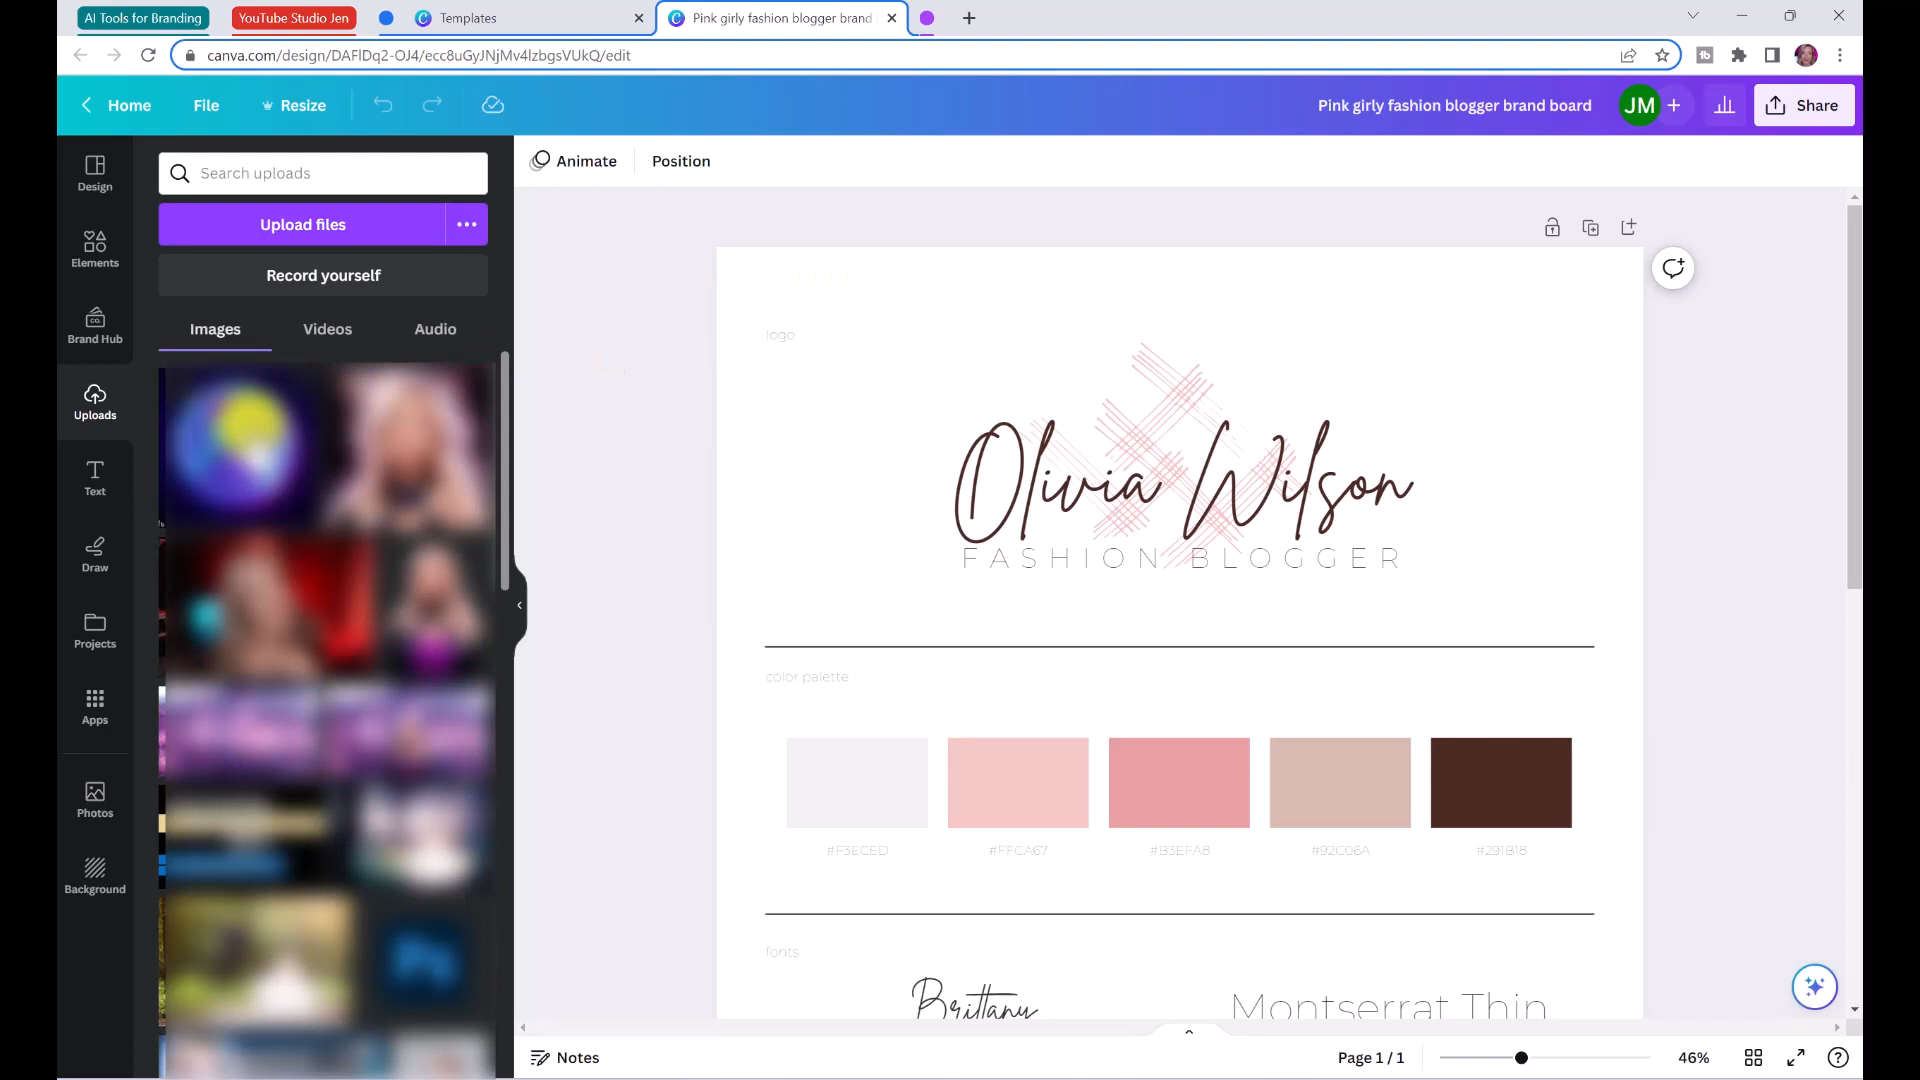 AI Tools for Branding
YouTube Studio Jen
Templates
Pink girly fashion blogger brand
canva.com/design/DAFlDq2-OJ4/ecc8uGyJNjMv4lzbgsVUkQ/edit
Home
File
Resize
Pink girly fashion blogger brand board
JM
Share
Design
Elements
Brand Hub
Uploads
Text
Draw
Projects
Apps
Photos
Background
Search uploads
Upload files
Record yourself
Images
Videos
Audio
Animate
Position
logo
Olivia Wilson
FASHION BLOGGER
color palette
#F3ECED
#FFCA67
#B3EFA8
#92C06A
#291B18
fonts
Brittany
Montserrat Thin
Notes
Page 1 / 1
46%